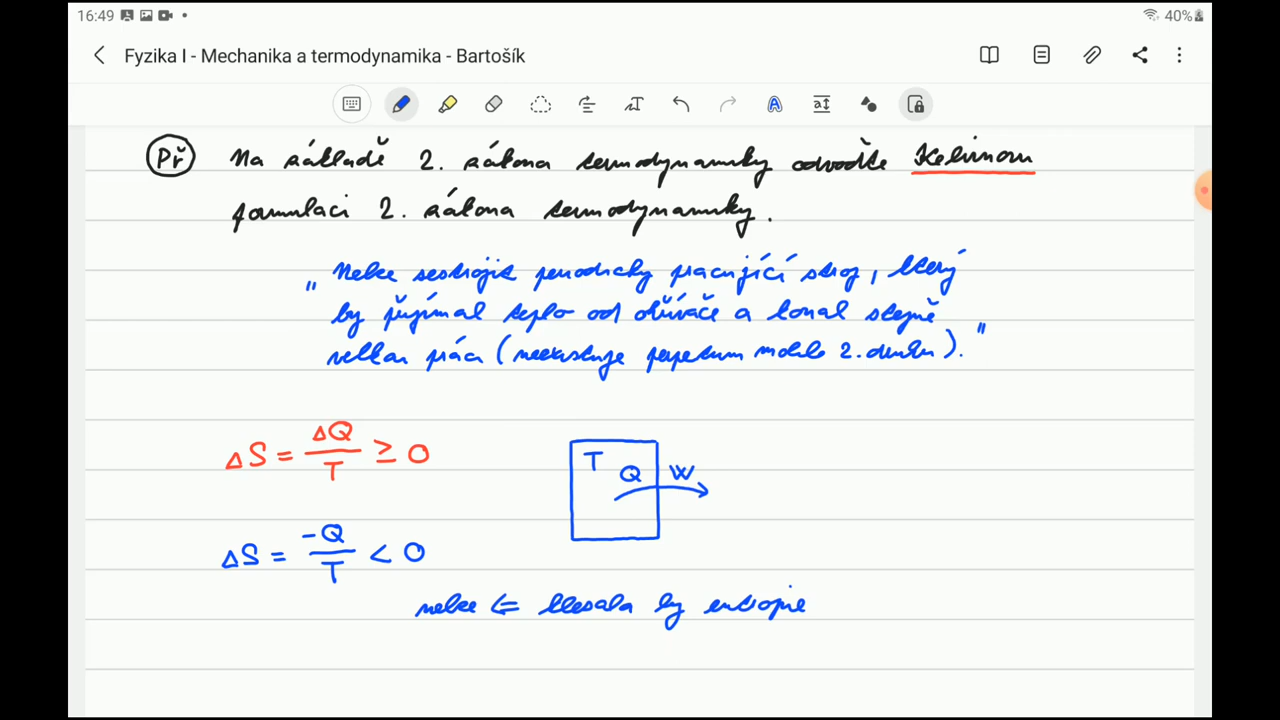 16:49
40%
Fyzika I - Mechanika a termodynamika - Bartošík
Př Na základě 2. zákona termodynamiky odvoďte Kelvinovu
formulaci 2. zákona termodynamiky.
„Nelze sestrojit periodicky pracující stroj, který
by přijímal teplo od ohřívače a konal stejně
velkou práci (neexistuje perpetuum mobile 2. druhu)."
ΔS = ΔQ/T ≥ 0
T Q W
ΔS = -Q/T < 0
nelze ⇐ klesala by entropie